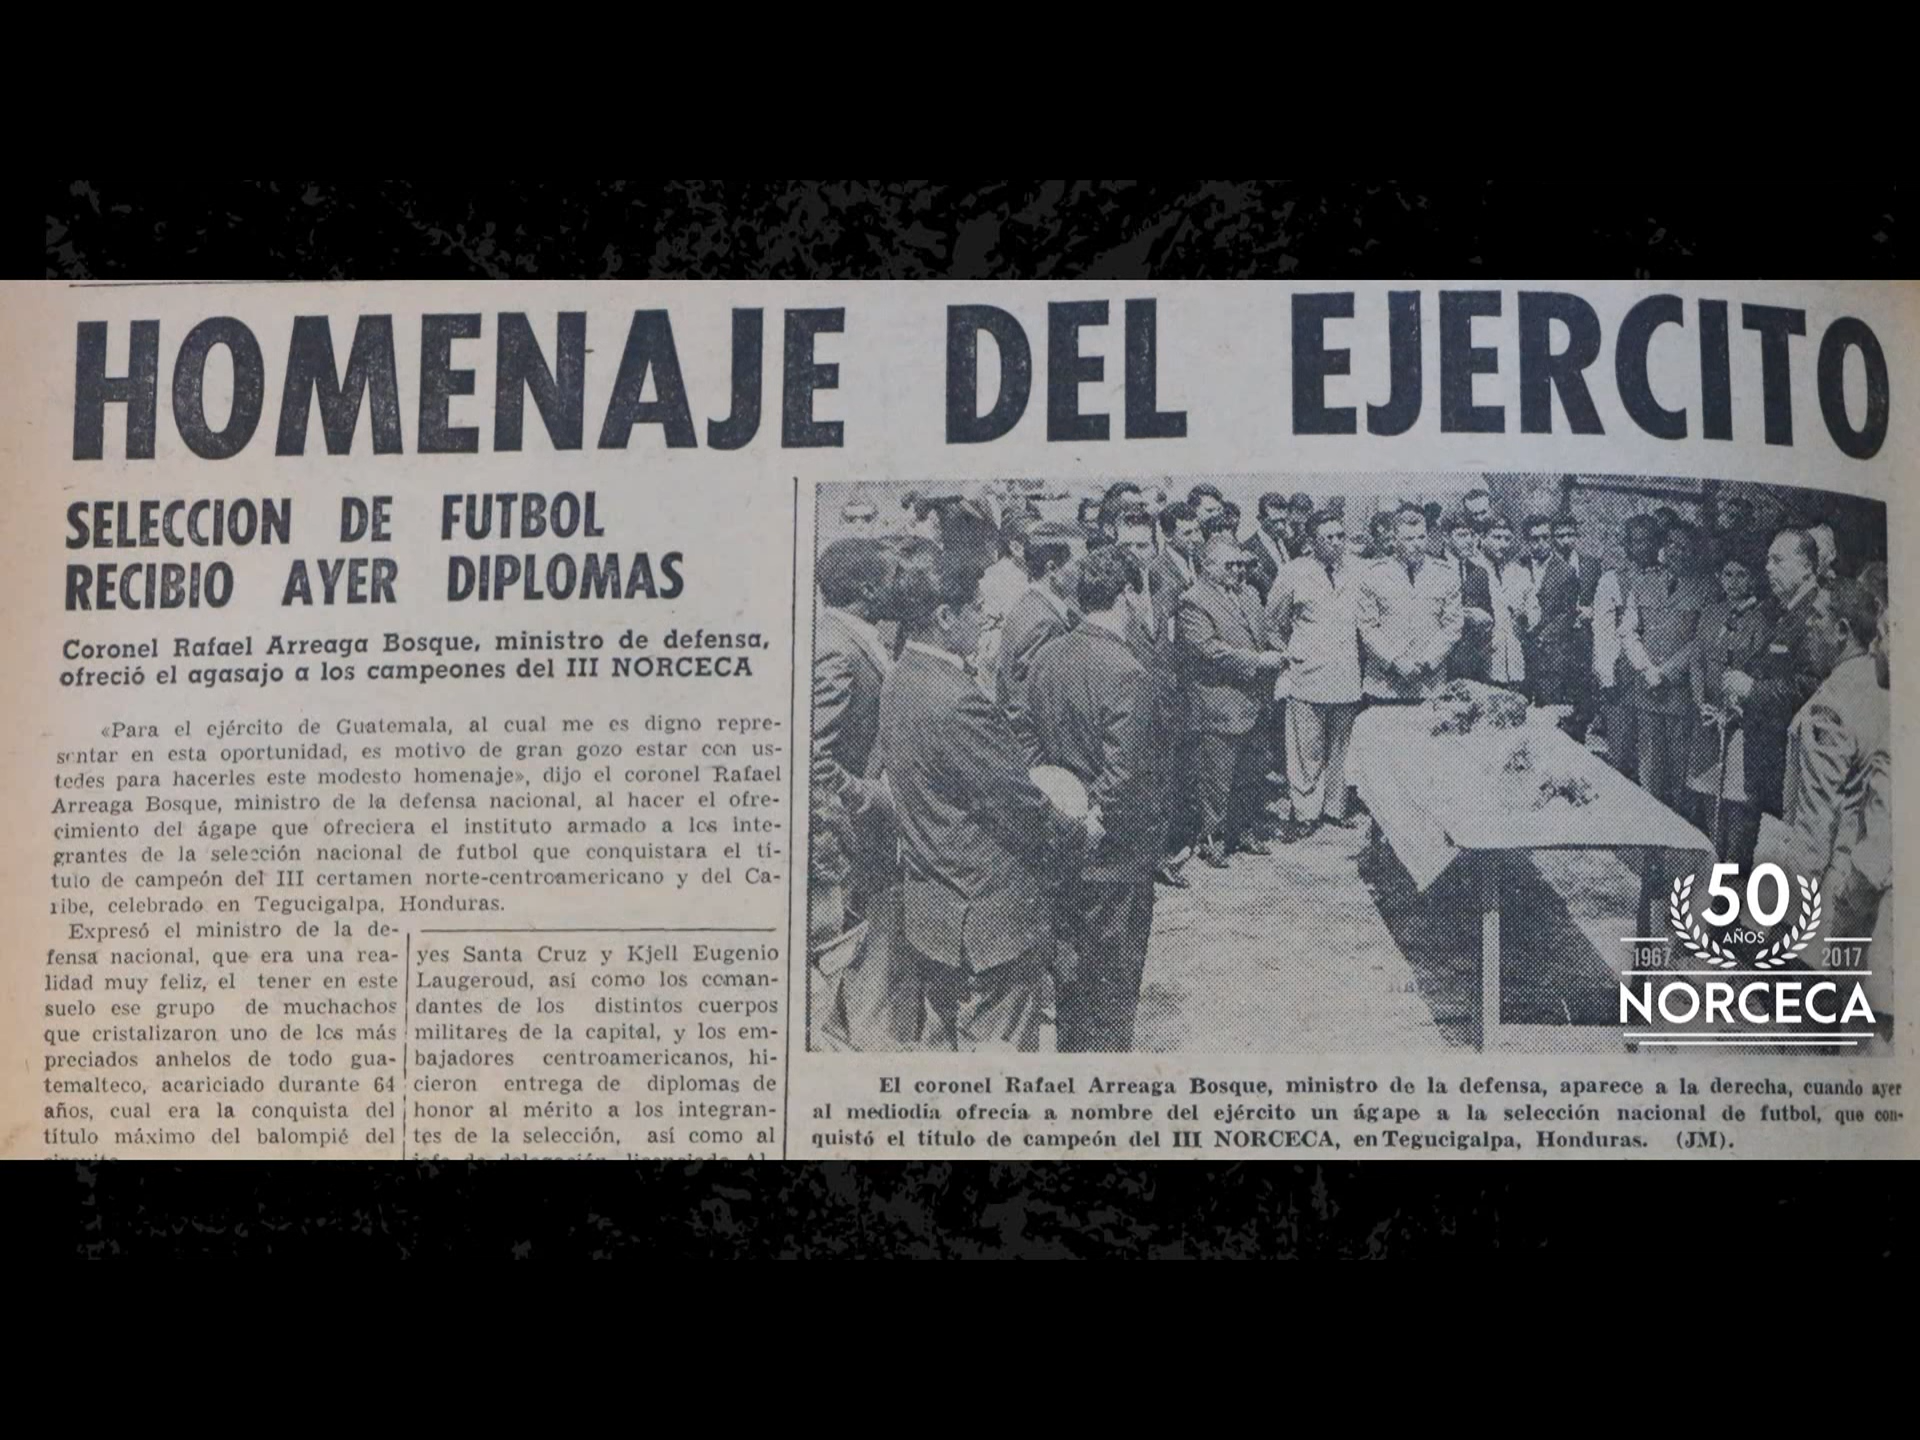 HOMENAJE DEL EJERCITO
SELECCION DE FUTBOL
RECIBIO AYER DIPLOMAS
Coronel Rafael Arreaga Bosque, ministro de defensa,
ofreció el agasajo a los campeones del III NORCECA
«Para el ejército de Guatemala, al cual me es digno repre-
sentar en esta oportunidad, es motivo de gran gozo estar con us-
tedes para hacerles este modesto homenaje», dijo el coronel Rafael
Arreaga Bosque, ministro de la defensa nacional, al hacer el ofre-
cimiento del ágape que ofreciera el instituto armado a los inte-
grantes de la selección nacional de futbol que conquistara el tí-
tulo de campeón del III certamen norte-centroamericano y del Ca-
ribe, celebrado en Tegucigalpa, Honduras.
Expresó el ministro de la de-
fensa nacional, que era una rea-
lidad muy feliz, el tener en este
suelo ese grupo de muchachos
que cristalizaron uno de los más
preciados anhelos de todo gua-
temalteco, acariciado durante 64
años, cual era la conquista del
título máximo del balompié del
circuito
yes Santa Cruz y Kjell Eugenio
Laugeroud, así como los coman-
dantes de los distintos cuerpos
militares de la capital, y los em-
bajadores centroamericanos, hi-
cieron entrega de diplomas de
honor al mérito a los integran-
tes de la selección, así como al
jefe de delegación, licenciado Al-
El coronel Rafael Arreaga Bosque, ministro de la defensa, aparece a la derecha, cuando ayer
al mediodía ofrecía a nombre del ejército un ágape a la selección nacional de futbol, que con-
quistó el título de campeón del III NORCECA, en Tegucigalpa, Honduras. (JM).
50
AÑOS
1967 2017
NORCECA